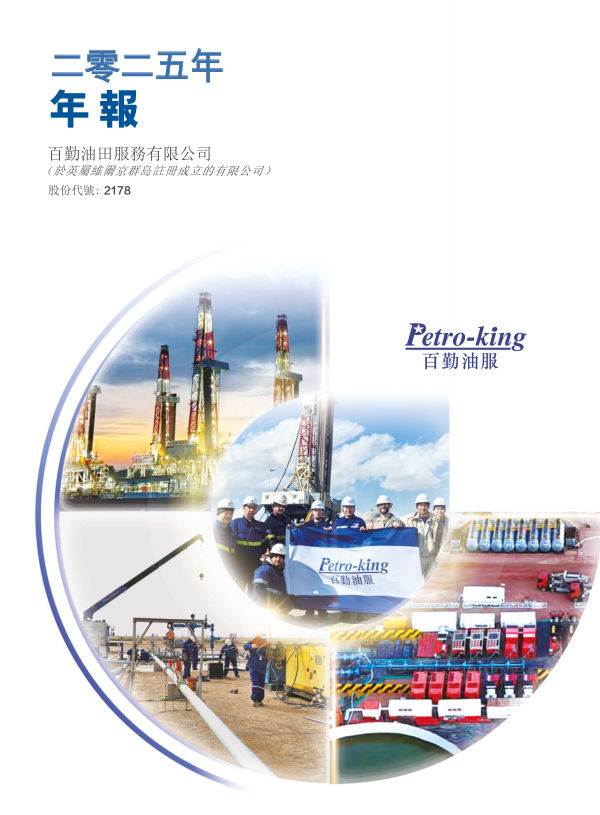 二零二五年
年報
百勤油田服務有限公司
（於英屬維爾京群島註冊成立的有限公司）
股份代號：2178
Petro-king
百勤油服
Petro-king
百勤油服